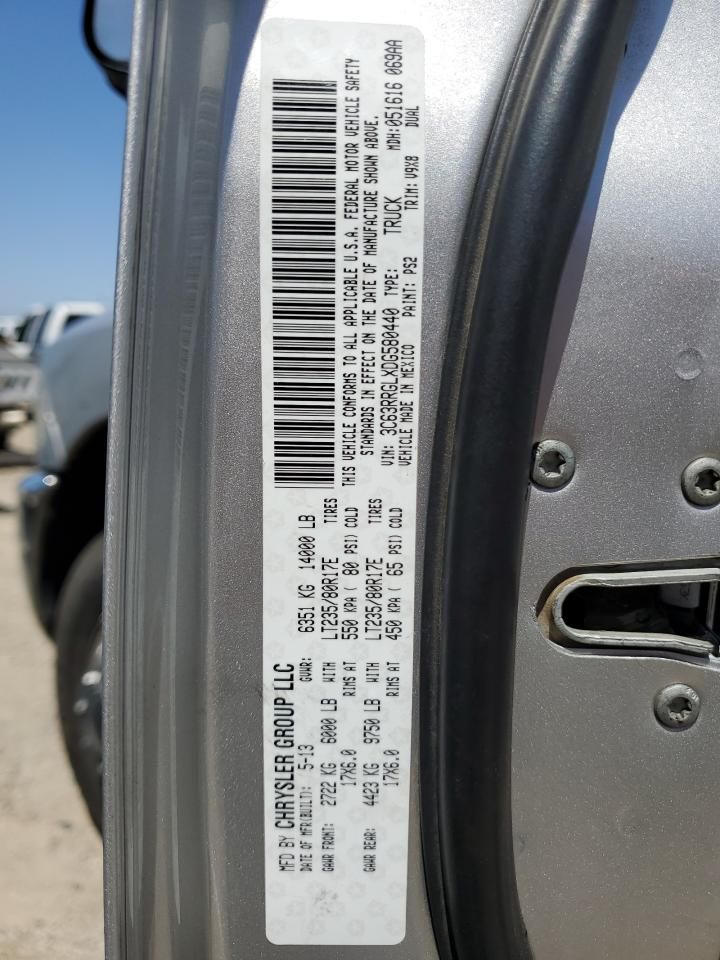 MFD BY CHRYSLER GROUP LLC
DATE OF MFR(BUILT): 5-13 GVWR: 6351 KG 14000 LB
GAWR FRONT: 2722 KG 6000 LB WITH LT235/80R17E TIRES
17X6.0 RIMS AT 550 KPA ( 80 PSI) COLD
GAWR REAR: 4423 KG 9750 LB WITH LT235/80R17E TIRES
17X6.0 RIMS AT 450 KPA ( 65 PSI) COLD
THIS VEHICLE CONFORMS TO ALL APPLICABLE U.S.A. FEDERAL MOTOR VEHICLE SAFETY
STANDARDS IN EFFECT ON THE DATE OF MANUFACTURE SHOWN ABOVE.
VIN: 3C63RRGLXDG580440 TYPE: TRUCK MDH:051616 069AA
VEHICLE MADE IN MEXICO PAINT: PS2 TRIM: V9X8 DUAL